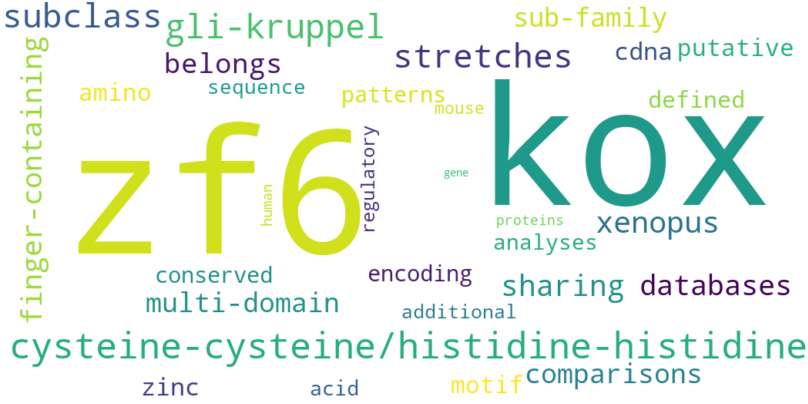 subclass
gli-kruppel
sub-family
finger-containing
belongs
stretches
cdna
putative
amino
sequence
patterns
mouse
defined
zf6
human
regulatory
gene
kox
proteins
xenopus
analyses
conserved
encoding
multi-domain
sharing
databases
additional
cysteine-cysteine/histidine-histidine
zinc
acid
motif
comparisons